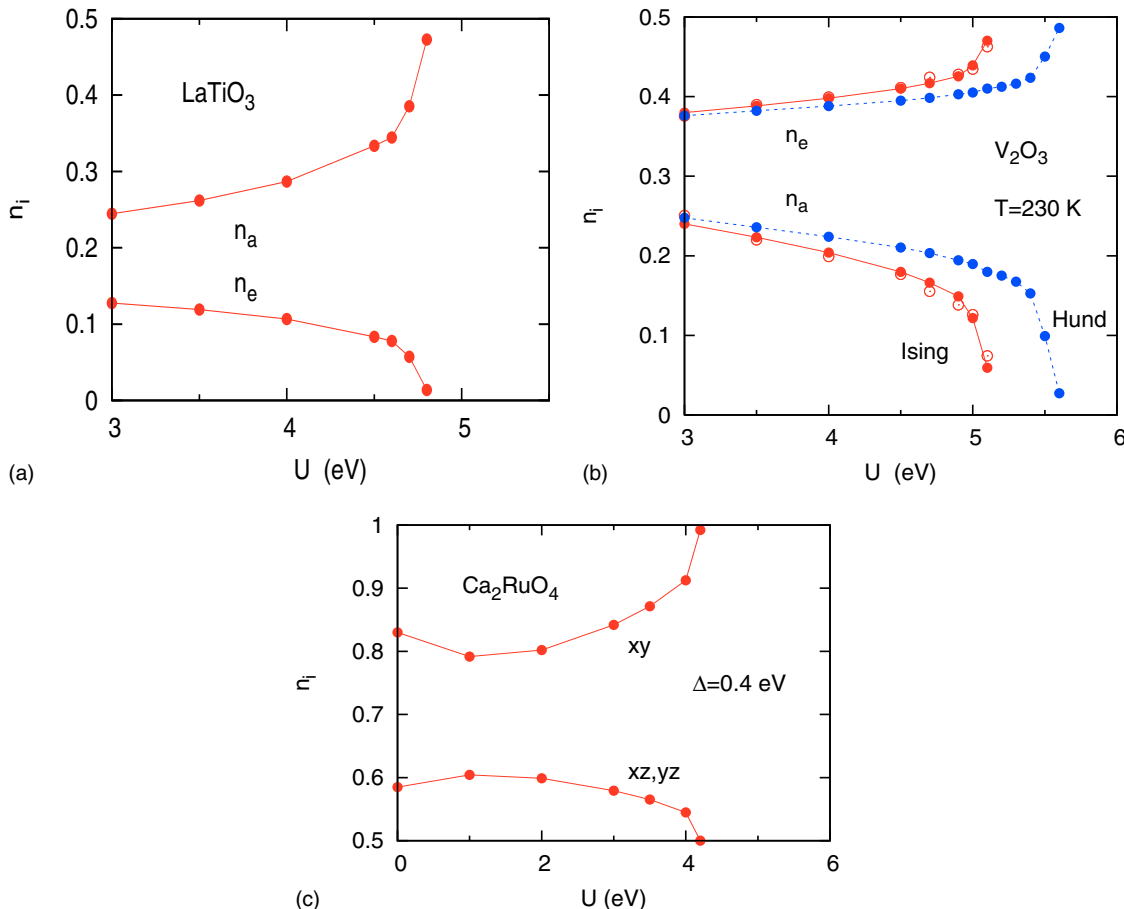 0.5
0.4
0.3
0.2
0.1
0
n_i
LaTiO₃
n_a
n_e
3
4
5
U (eV)
(a)
0.5
0.4
0.3
0.2
0.1
0
n_i
n_e
V₂O₃
n_a
T=230 K
Ising
Hund
3
4
5
6
U (eV)
(b)
1
0.9
0.8
0.7
0.6
0.5
n_i
Ca₂RuO₄
xy
Δ=0.4 eV
xz,yz
0
2
4
6
U (eV)
(c)